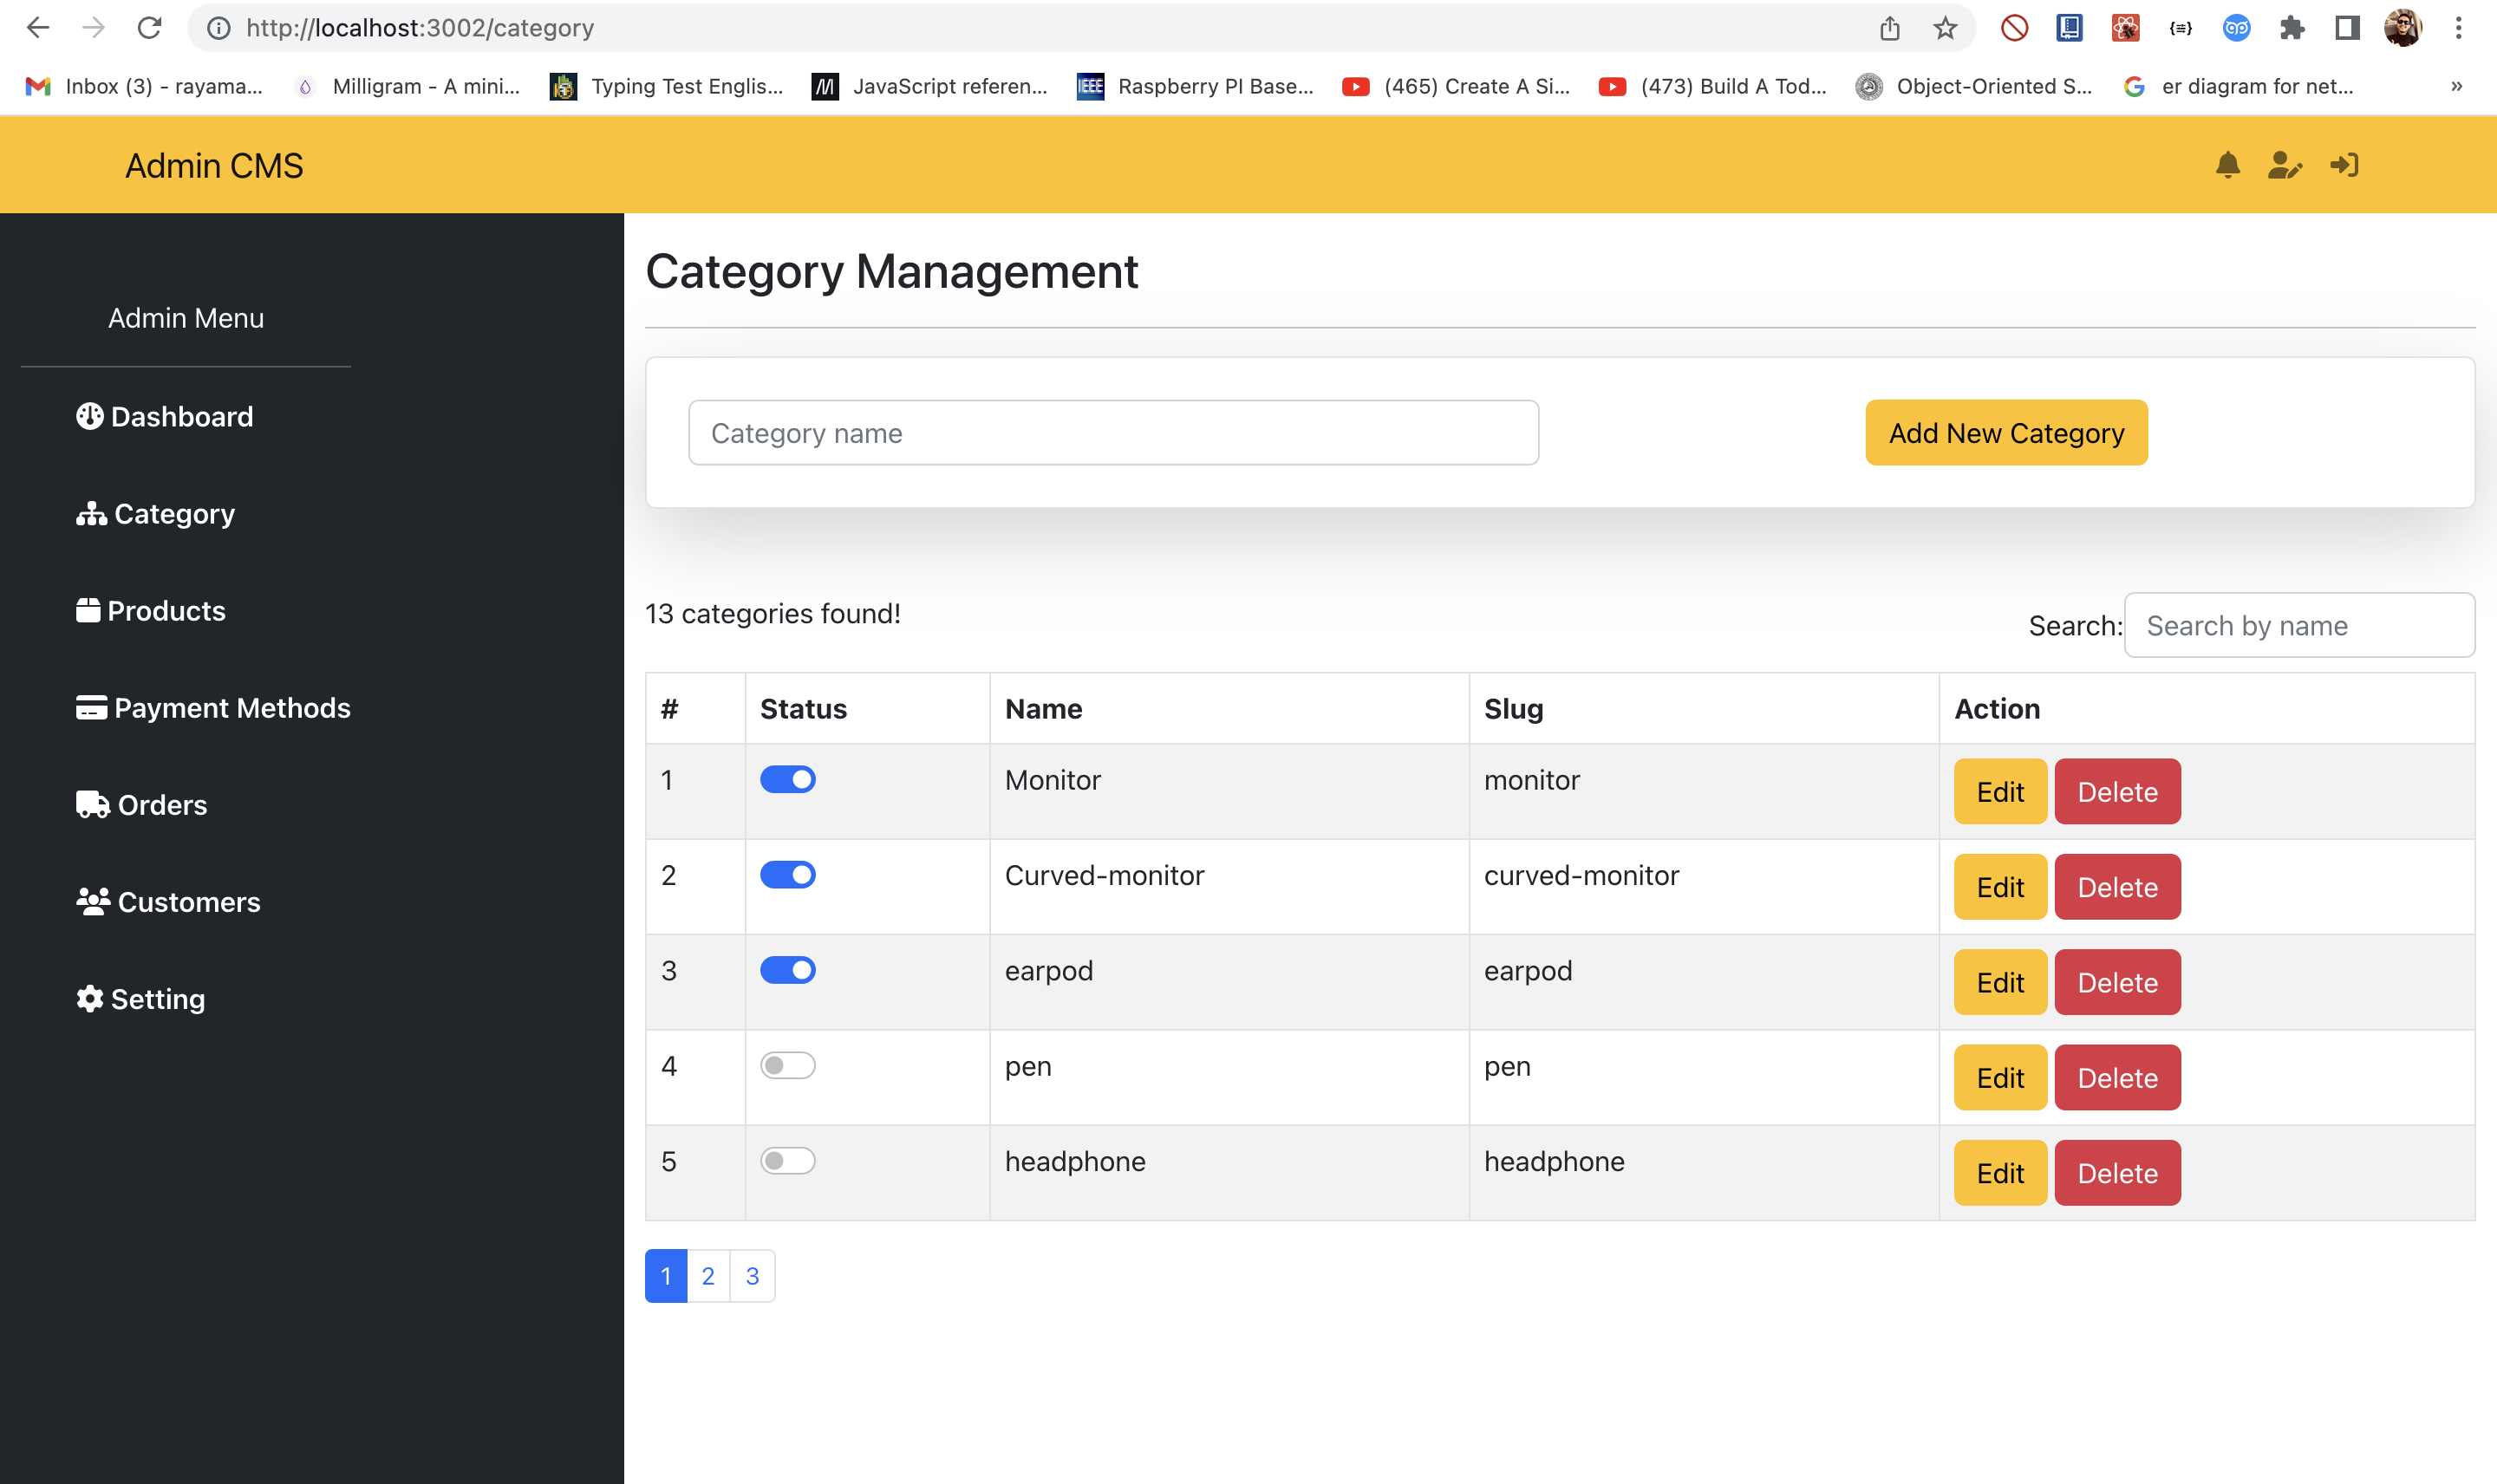 http://localhost:3002/category
Inbox (3) - rayama... Milligram - A mini... Typing Test Englis... JavaScript referen... IEEE Raspberry PI Base... (465) Create A Si... (473) Build A Tod... Object-Oriented S... er diagram for net... »
Admin CMS
Admin Menu
Dashboard
Category
Products
Payment Methods
Orders
Customers
Setting
Category Management
Category name
Add New Category
13 categories found!
Search: Search by name
# Status Name Slug Action
1 Monitor monitor Edit Delete
2 Curved-monitor curved-monitor Edit Delete
3 earpod earpod Edit Delete
4 pen pen Edit Delete
5 headphone headphone Edit Delete
1 2 3